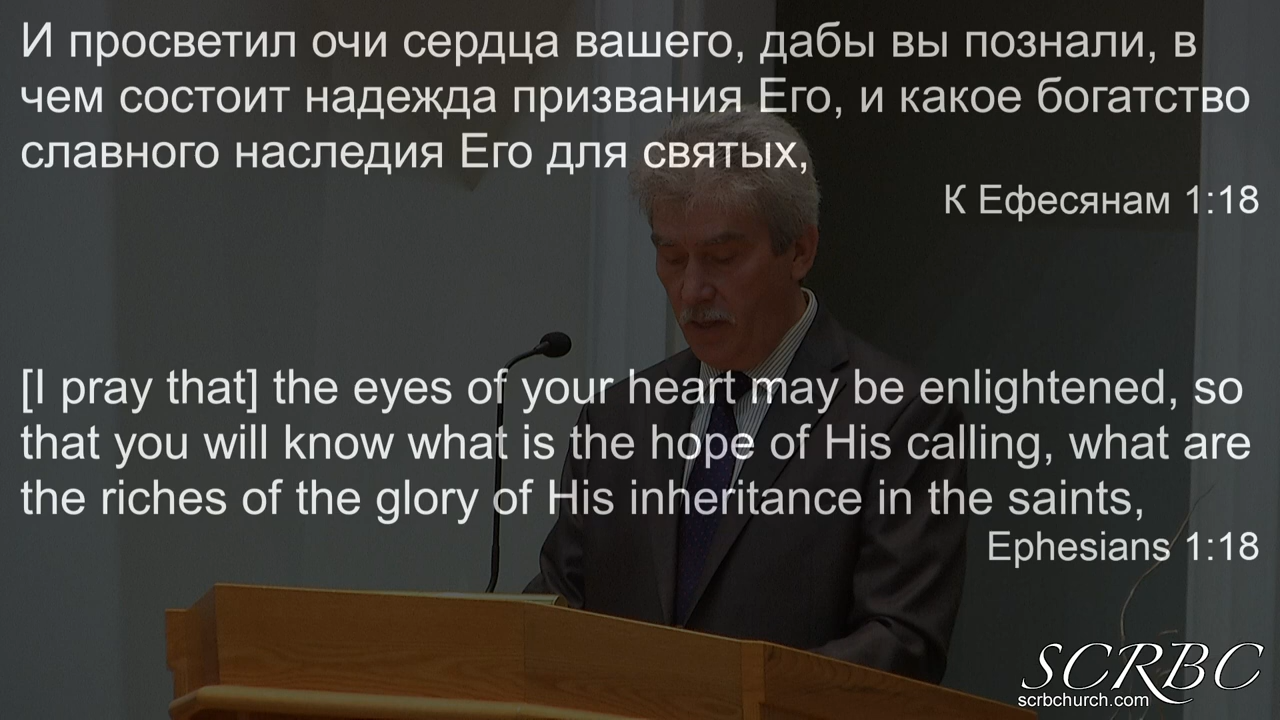 И просветил очи сердца вашего, дабы вы познали, в
чем состоит надежда призвания Его, и какое богатство
славного наследия Его для святых,
К Ефесянам 1:18
[I pray that] the eyes of your heart may be enlightened, so
that you will know what is the hope of His calling, what are
the riches of the glory of His inheritance in the saints,
Ephesians 1:18
SCRBC
scrbchurch.com